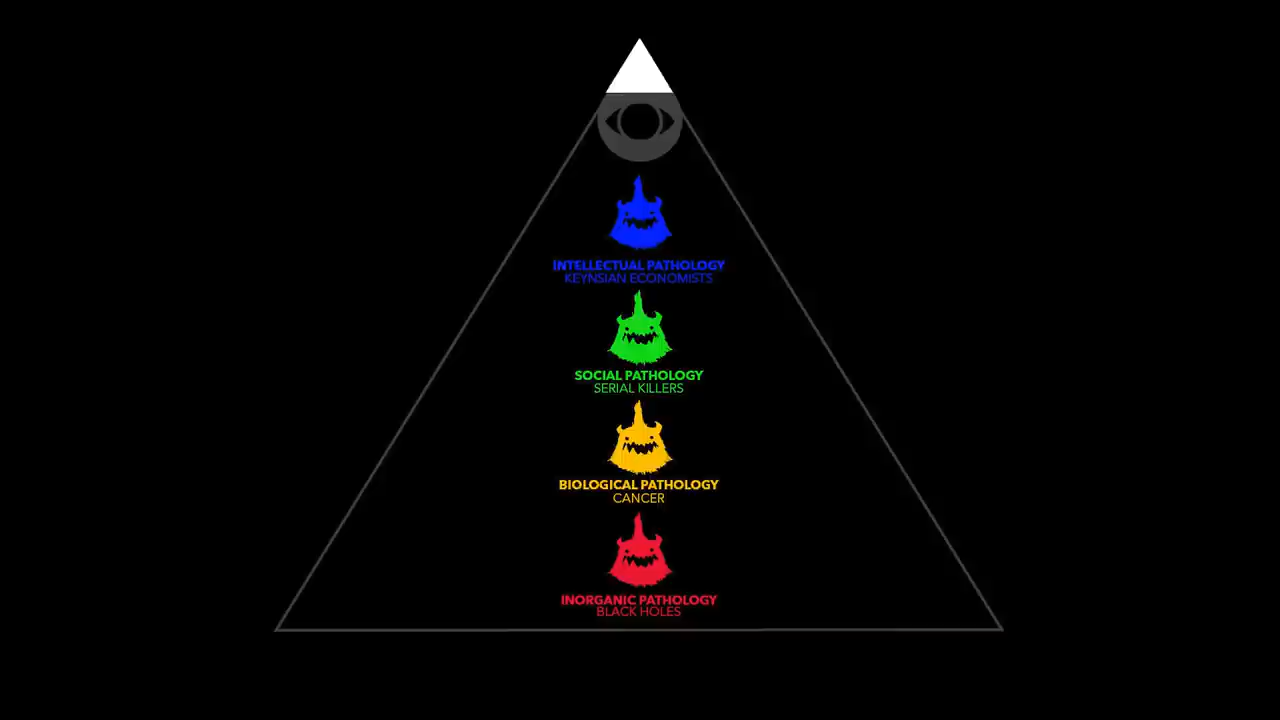 INTELLECTUAL PATHOLOGY
KEYNSIAN ECONOMISTS
SOCIAL PATHOLOGY
SERIAL KILLERS
BIOLOGICAL PATHOLOGY
CANCER
INORGANIC PATHOLOGY
BLACK HOLES